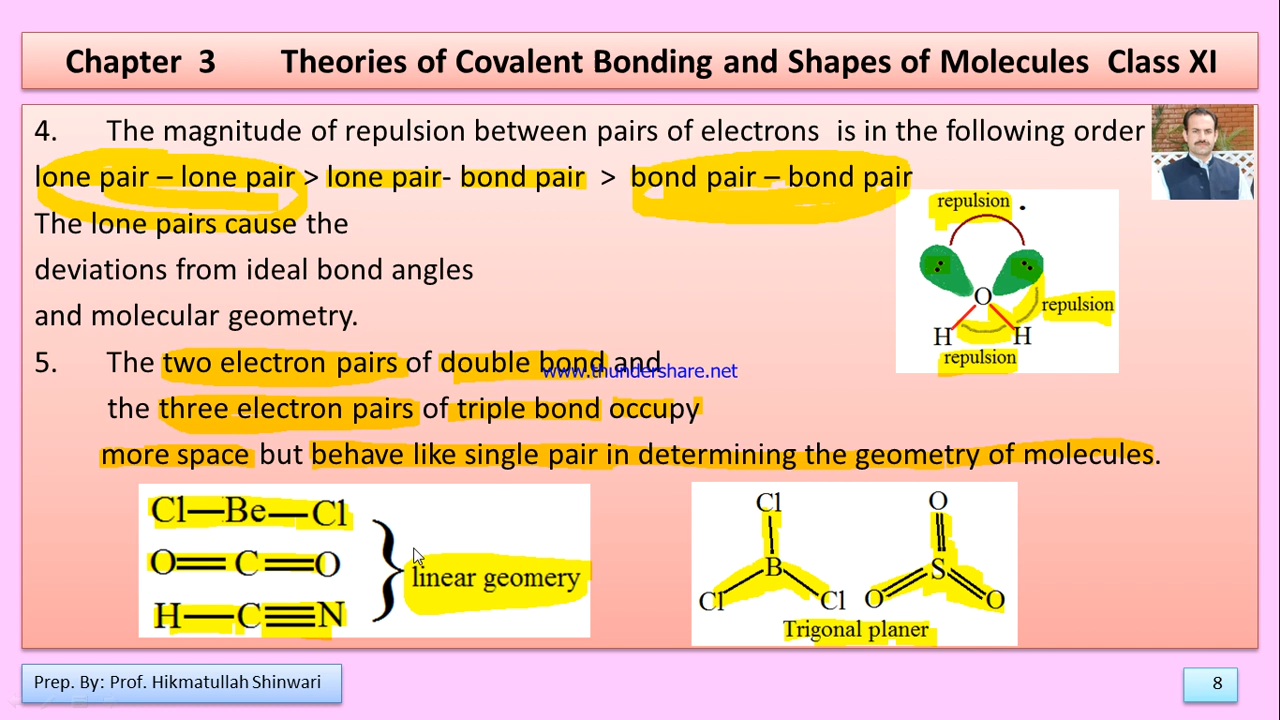 Chapter 3 Theories of Covalent Bonding and Shapes of Molecules Class XI
4. The magnitude of repulsion between pairs of electrons is in the following order
lone pair – lone pair > lone pair- bond pair > bond pair – bond pair
The lone pairs cause the
deviations from ideal bond angles
and molecular geometry.
repulsion .
O
repulsion
H H
repulsion
5. The two electron pairs of double bond and
www.thundershare.net
the three electron pairs of triple bond occupy
more space but behave like single pair in determining the geometry of molecules.
Cl—Be—Cl
O=C=O
H—C≡N
linear geomery
Cl
B
Cl Cl
O
S
O O
Trigonal planer
Prep. By: Prof. Hikmatullah Shinwari
8